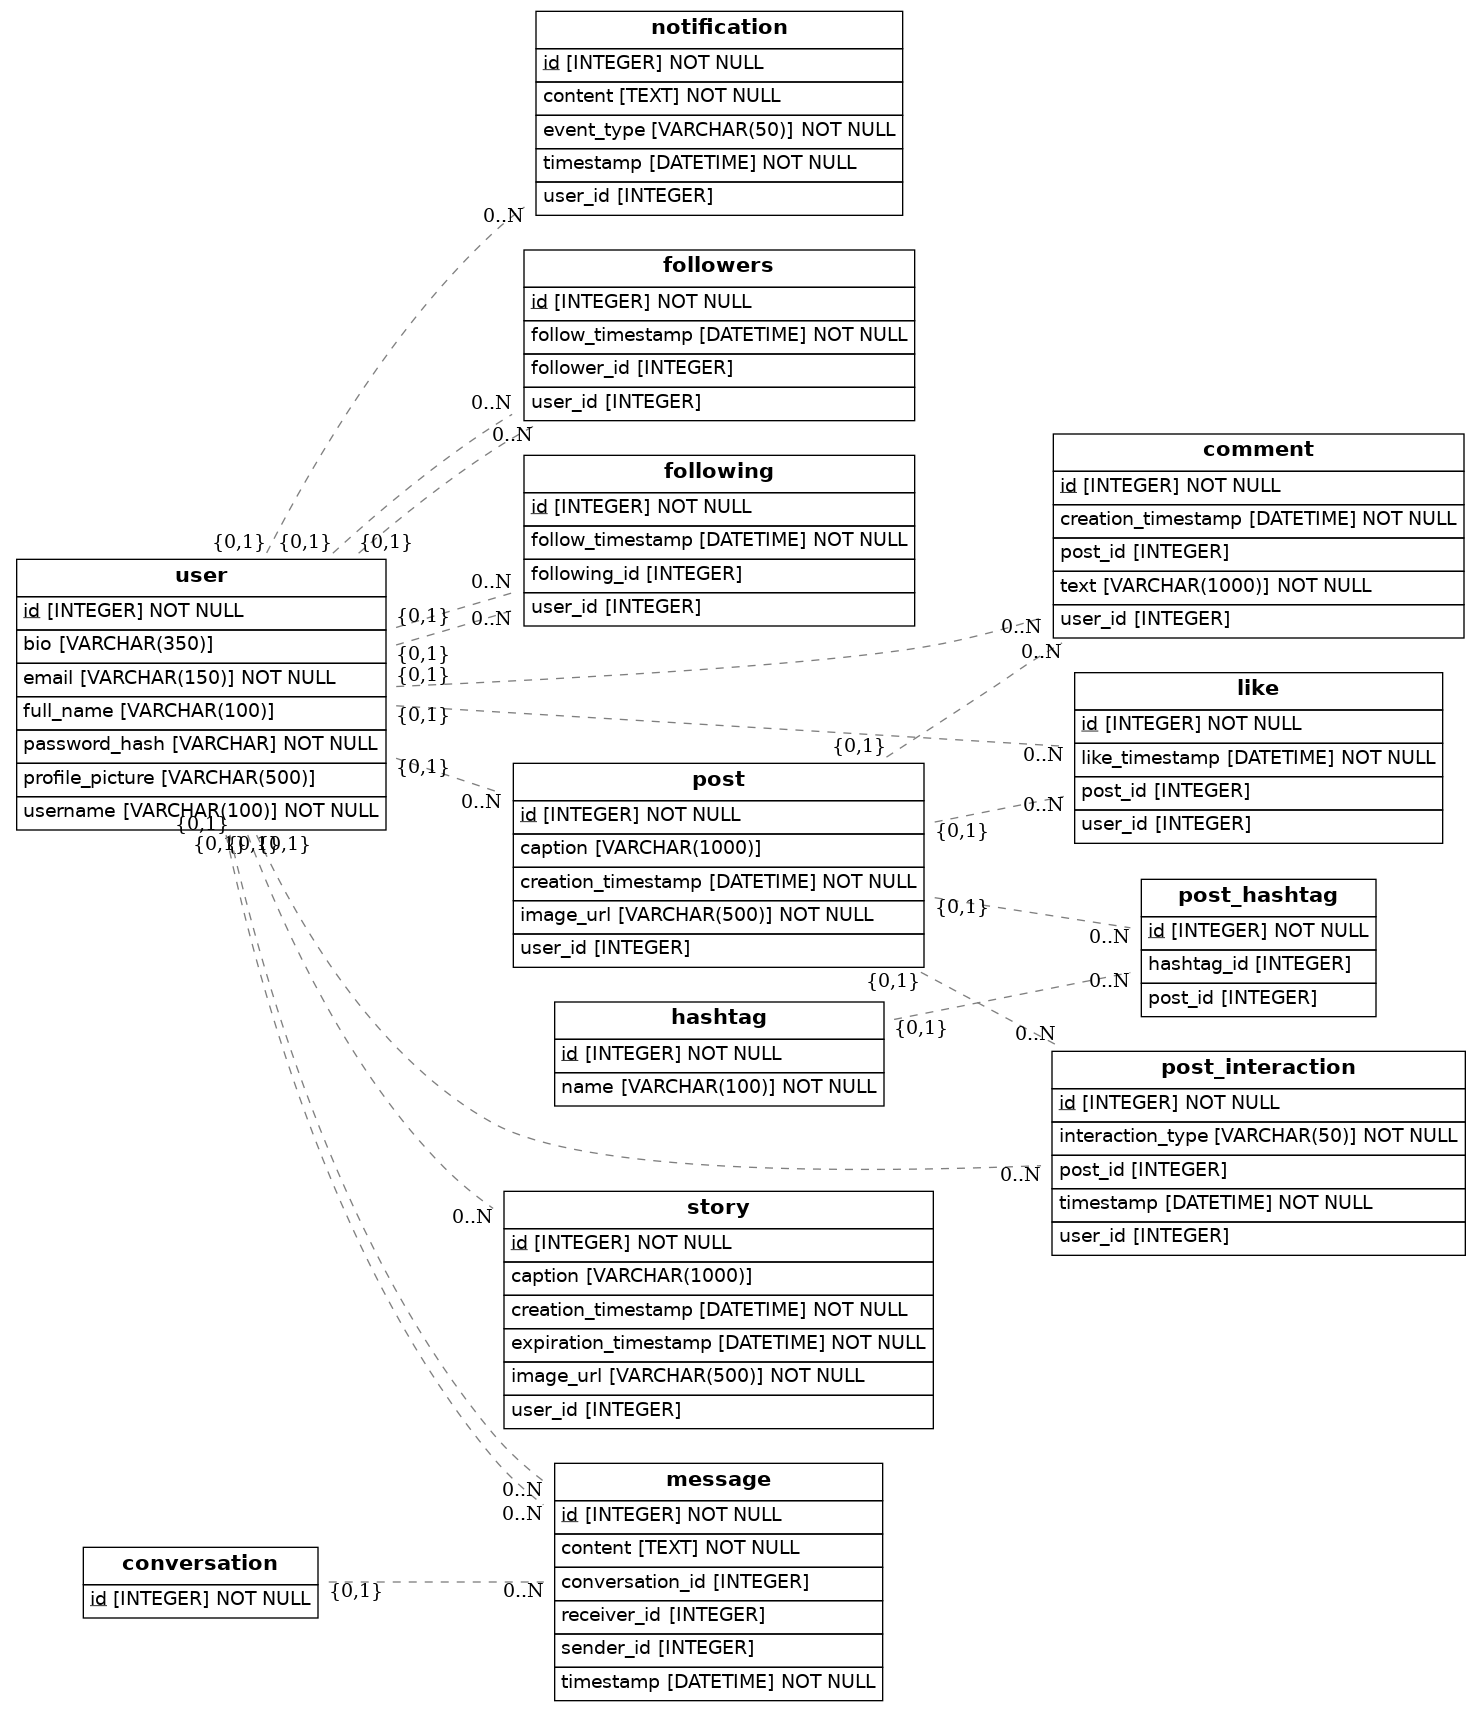 notification
id [INTEGER] NOT NULL
content [TEXT] NOT NULL
event_type [VARCHAR(50)] NOT NULL
timestamp [DATETIME] NOT NULL
user_id [INTEGER]
0..N
followers
id [INTEGER] NOT NULL
follow_timestamp [DATETIME] NOT NULL
follower_id [INTEGER]
user_id [INTEGER]
0..N
0..N
following
id [INTEGER] NOT NULL
follow_timestamp [DATETIME] NOT NULL
following_id [INTEGER]
user_id [INTEGER]
0..N
0..N
{0,1} {0,1} {0,1}
user
id [INTEGER] NOT NULL
bio [VARCHAR(350)]
email [VARCHAR(150)] NOT NULL
full_name [VARCHAR(100)]
password_hash [VARCHAR] NOT NULL
profile_picture [VARCHAR(500)]
username [VARCHAR(100)] NOT NULL
{0,1}
{0,1}
{0,1}
{0,1}
{0,1}
{0,1}
{0,1} {0,1} {0,1}
comment
id [INTEGER] NOT NULL
creation_timestamp [DATETIME] NOT NULL
post_id [INTEGER]
text [VARCHAR(1000)] NOT NULL
user_id [INTEGER]
0..N
0..N
like
id [INTEGER] NOT NULL
like_timestamp [DATETIME] NOT NULL
post_id [INTEGER]
user_id [INTEGER]
0..N
0..N
{0,1}
0..N
post
id [INTEGER] NOT NULL
caption [VARCHAR(1000)]
creation_timestamp [DATETIME] NOT NULL
image_url [VARCHAR(500)] NOT NULL
user_id [INTEGER]
{0,1}
{0,1}
{0,1}
post_hashtag
id [INTEGER] NOT NULL
hashtag_id [INTEGER]
post_id [INTEGER]
0..N
0..N
hashtag
id [INTEGER] NOT NULL
name [VARCHAR(100)] NOT NULL
{0,1}
0..N
post_interaction
id [INTEGER] NOT NULL
interaction_type [VARCHAR(50)] NOT NULL
post_id [INTEGER]
timestamp [DATETIME] NOT NULL
user_id [INTEGER]
0..N
story
id [INTEGER] NOT NULL
caption [VARCHAR(1000)]
creation_timestamp [DATETIME] NOT NULL
expiration_timestamp [DATETIME] NOT NULL
image_url [VARCHAR(500)] NOT NULL
user_id [INTEGER]
0..N
message
id [INTEGER] NOT NULL
content [TEXT] NOT NULL
conversation_id [INTEGER]
receiver_id [INTEGER]
sender_id [INTEGER]
timestamp [DATETIME] NOT NULL
0..N
0..N
0..N
conversation
id [INTEGER] NOT NULL
{0,1}